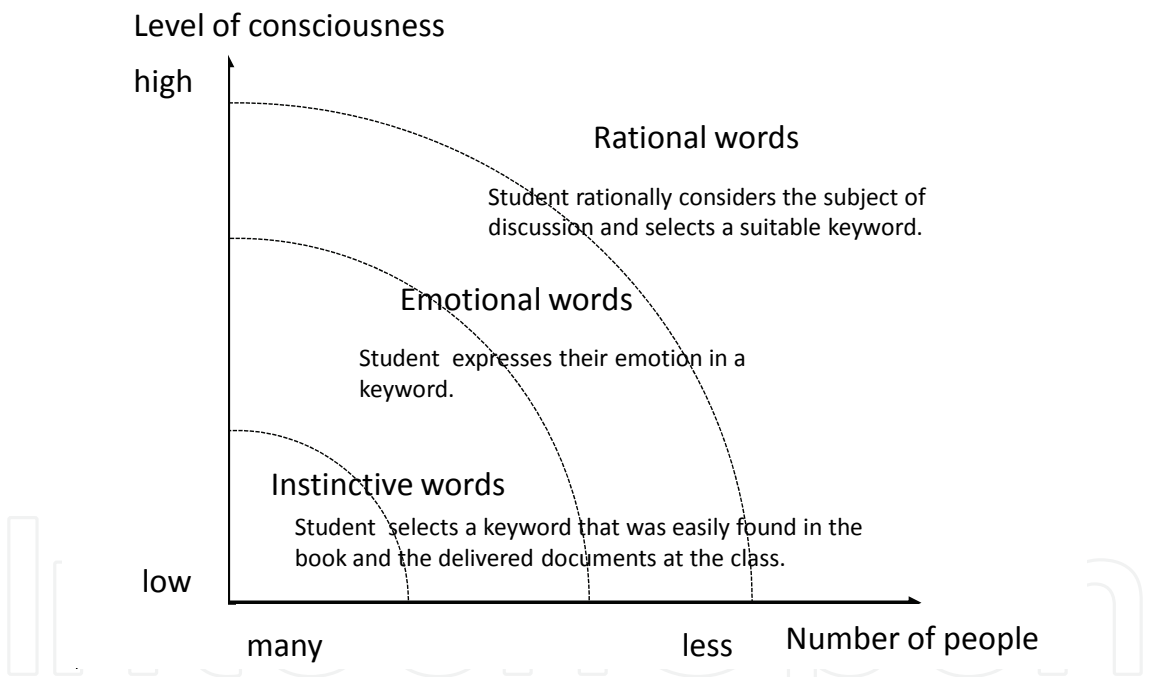 Level of consciousness
high
Rational words
Student rationally considers the subject of
discussion and selects a suitable keyword.
Emotional words
Student expresses their emotion in a
keyword.
Instinctive words
Student selects a keyword that was easily found in the
book and the delivered documents at the class.
low
many
less
Number of people